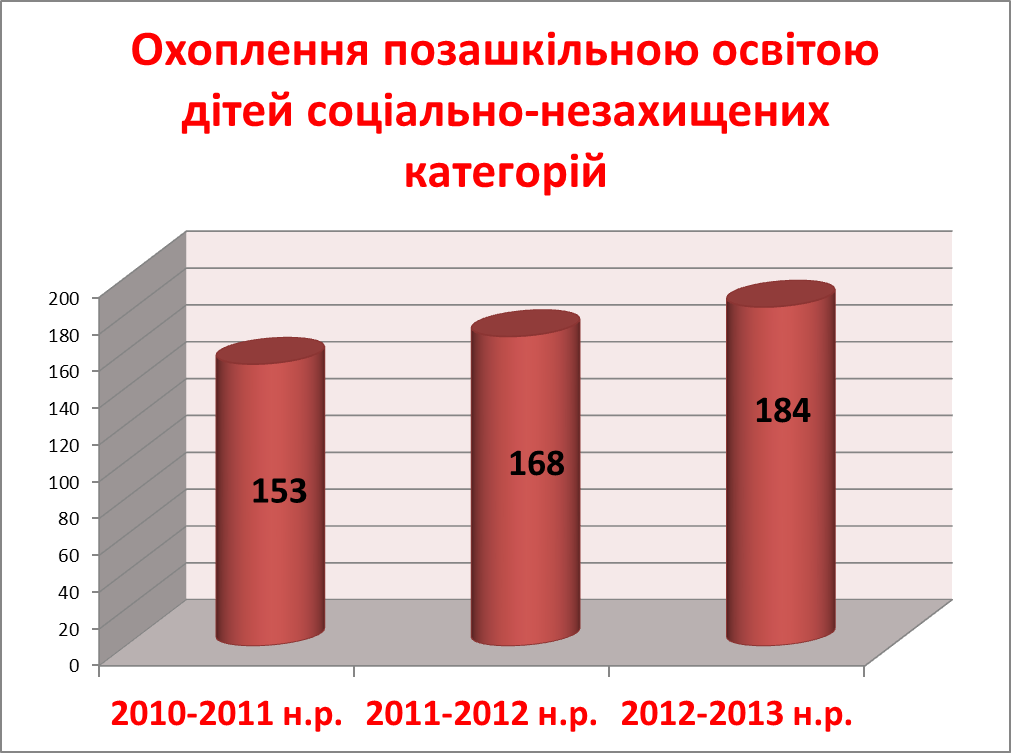 Охоплення позашкільною освітою
дітей соціально-незахищених
категорій
200
180
160
140
120
100
80
60
40
20
0
153
168
184
2010-2011 н.р.
2011-2012 н.р.
2012-2013 н.р.